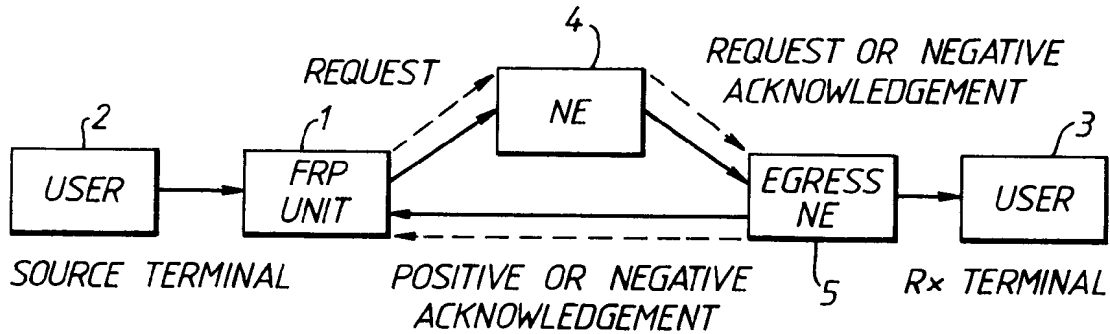 4
REQUEST
REQUEST OR NEGATIVE
ACKNOWLEDGEMENT
2
1
NE
3
USER
FRP
UNIT
EGRESS
NE
USER
SOURCE TERMINAL
POSITIVE OR NEGATIVE
ACKNOWLEDGEMENT
5
Rx TERMINAL